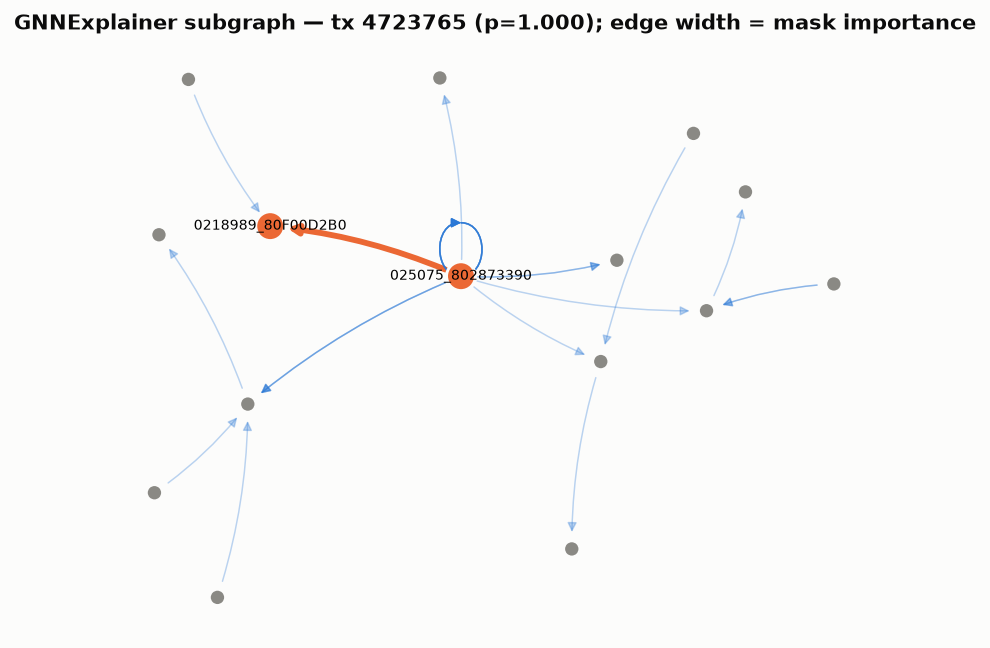 GNNExplainer subgraph — tx 4723765 (p=1.000); edge width = mask importance
0218989_80F00D2B0
025075_802873390